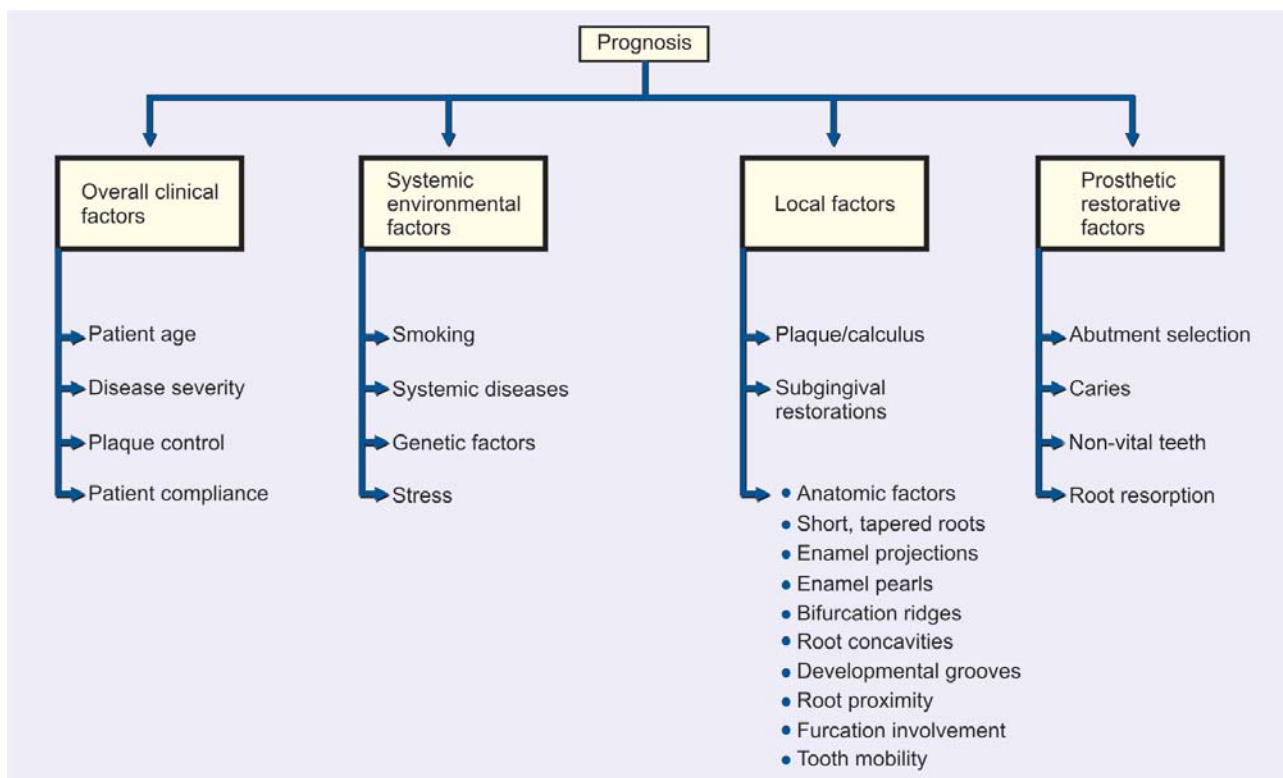 Prognosis
Overall clinical
factors
Patient age
Disease severity
Plaque control
Patient compliance
Systemic
environmental
factors
Smoking
Systemic diseases
Genetic factors
Stress
Local factors
Plaque/calculus
Subgingival
restorations
• Anatomic factors
• Short, tapered roots
• Enamel projections
• Enamel pearls
• Bifurcation ridges
• Root concavities
• Developmental grooves
• Root proximity
• Furcation involvement
• Tooth mobility
Prosthetic
restorative
factors
Abutment selection
Caries
Non-vital teeth
Root resorption